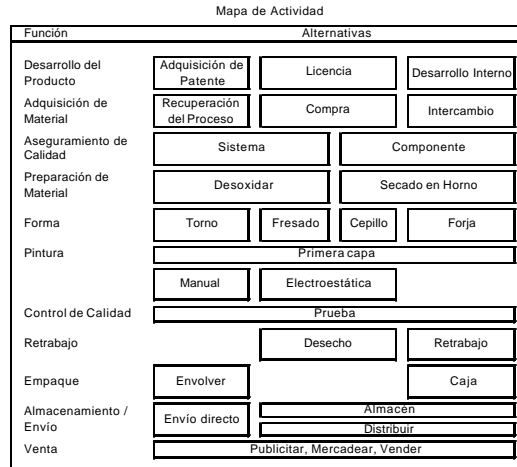 Mapa de Actividad
Función Alternativas
Desarrollo del Producto
Adquisición de Patente
Licencia
Desarrollo Interno
Adquisición de Material
Recuperación del Proceso
Compra
Intercambio
Aseguramiento de Calidad
Sistema
Componente
Preparación de Material
Desoxidar
Secado en Horno
Forma
Torno
Fresado
Cepillo
Forja
Pintura
Primera capa
Manual
Electroestática
Control de Calidad
Prueba
Retrabajo
Desecho
Retrabajo
Empaque
Envolver
Caja
Almacenamiento / Envío
Envío directo
Almacén
Distribuir
Venta
Publicitar, Mercadear, Vender